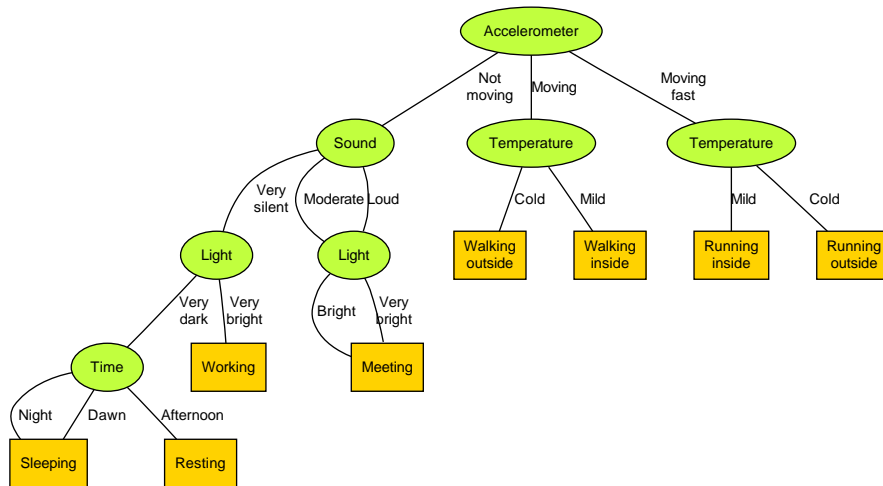 Accelerometer
Not
moving
Moving
Moving
fast
Sound
Temperature
Temperature
Very
silent
Moderate
Loud
Cold
Mild
Mild
Cold
Light
Light
Walking
outside
Walking
inside
Running
inside
Running
outside
Very
dark
Very
bright
Bright
Very
bright
Time
Working
Meeting
Night
Dawn
Afternoon
Sleeping
Resting